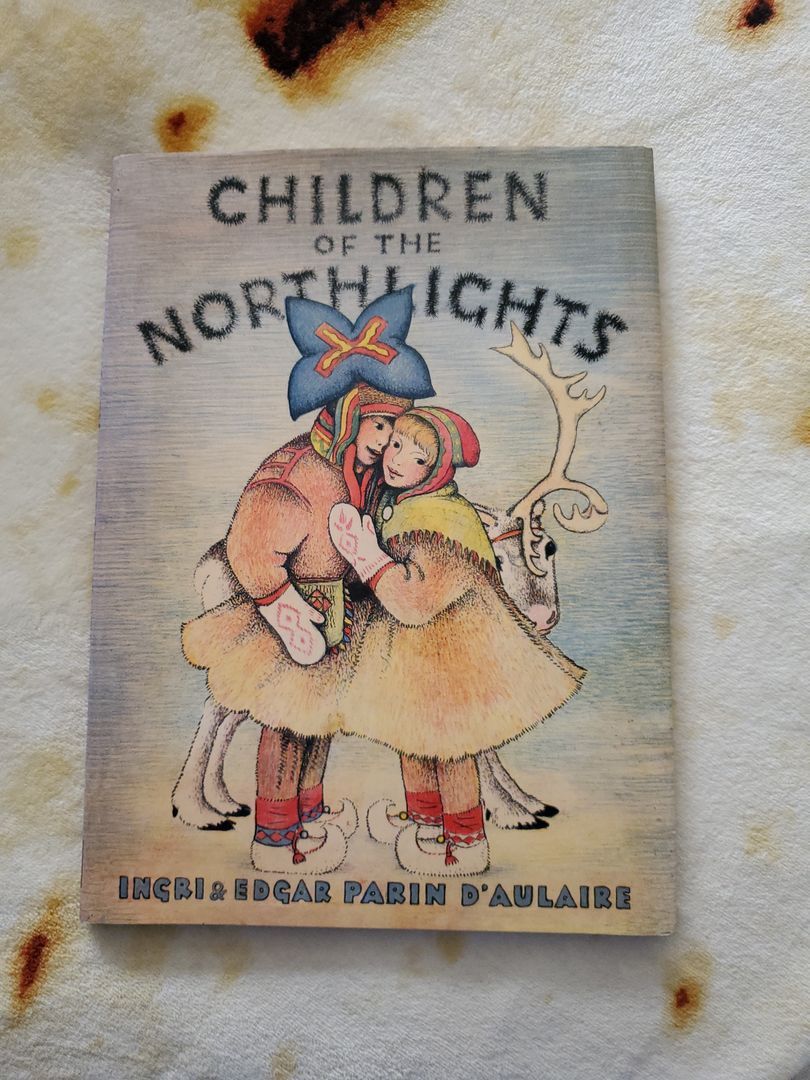 CHILDREN
OF THE
NORTHLIGHTS
INGRI & EDGAR PARIN D'AULAIRE